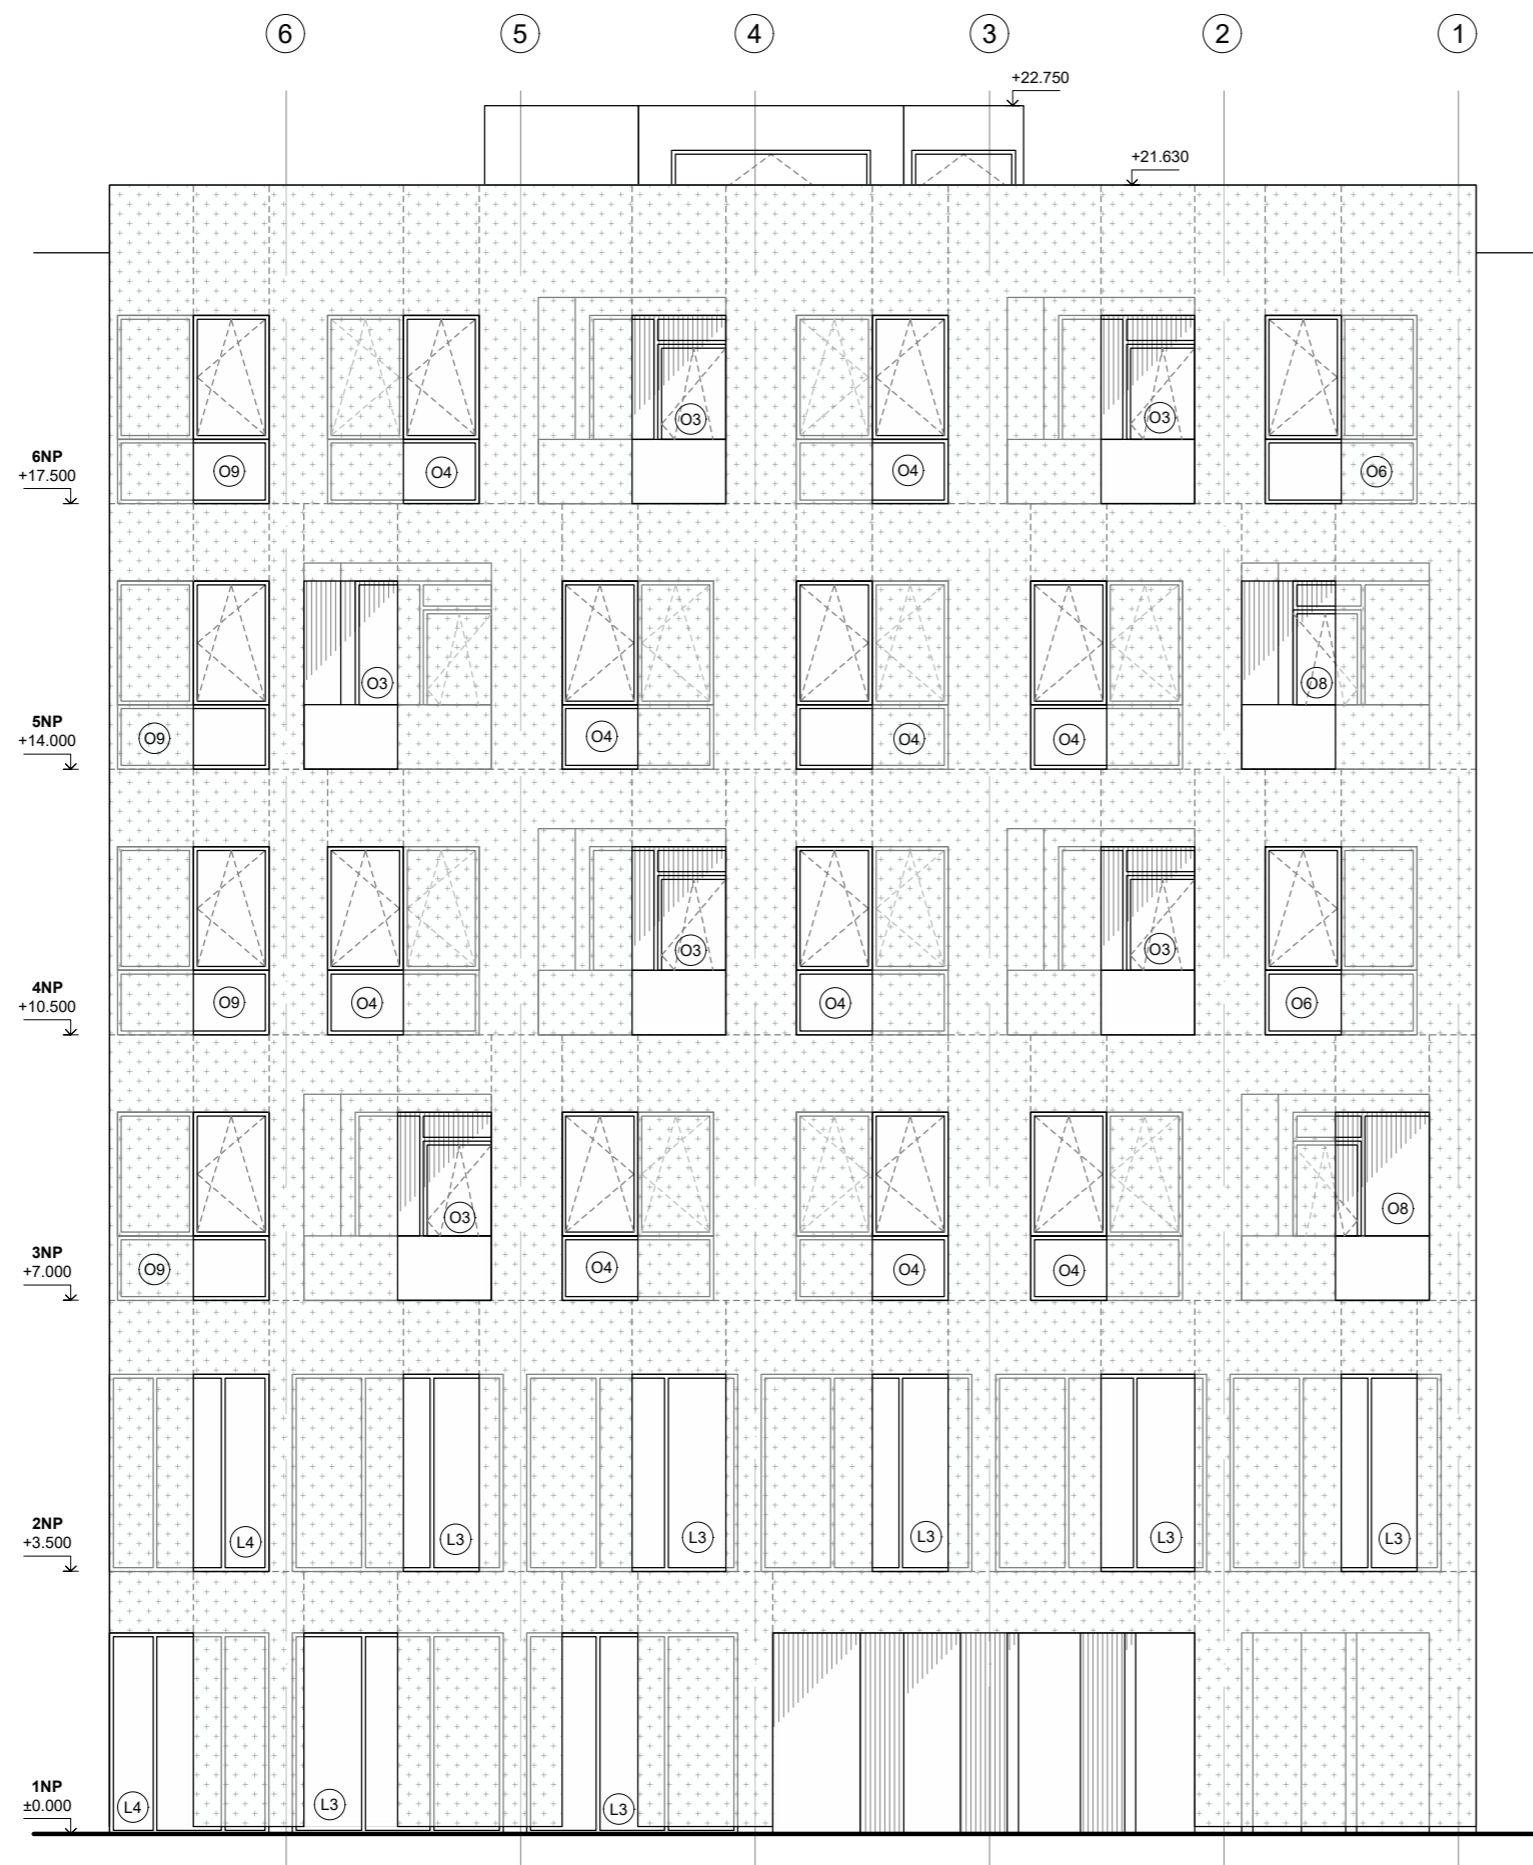 6 5 4 3 2 1
+22.750
+21.630
O3 O3
6NP
+17.500
O9 O4 O4 O6
O3 O8
5NP
+14.000
O9 O4 O4 O4
O3 O3
4NP
+10.500
O9 O4 O4 O6
O3 O8
3NP
+7.000
O9 O4 O4 O4
2NP
+3.500
L4 L3 L3 L3 L3 L3
1NP
±0.000
L4 L3 L3